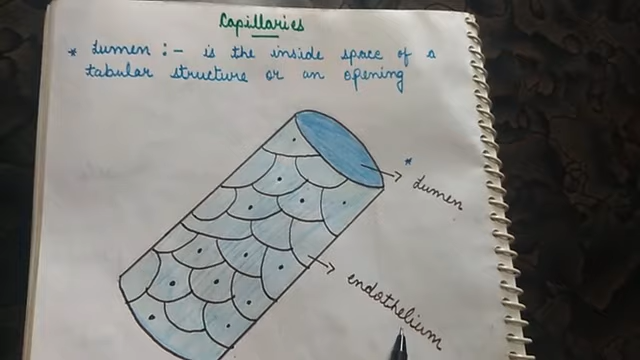 Capillaries
* Lumen :- is the inside space of a
tabular structure or an opening
* Lumen
endothelium